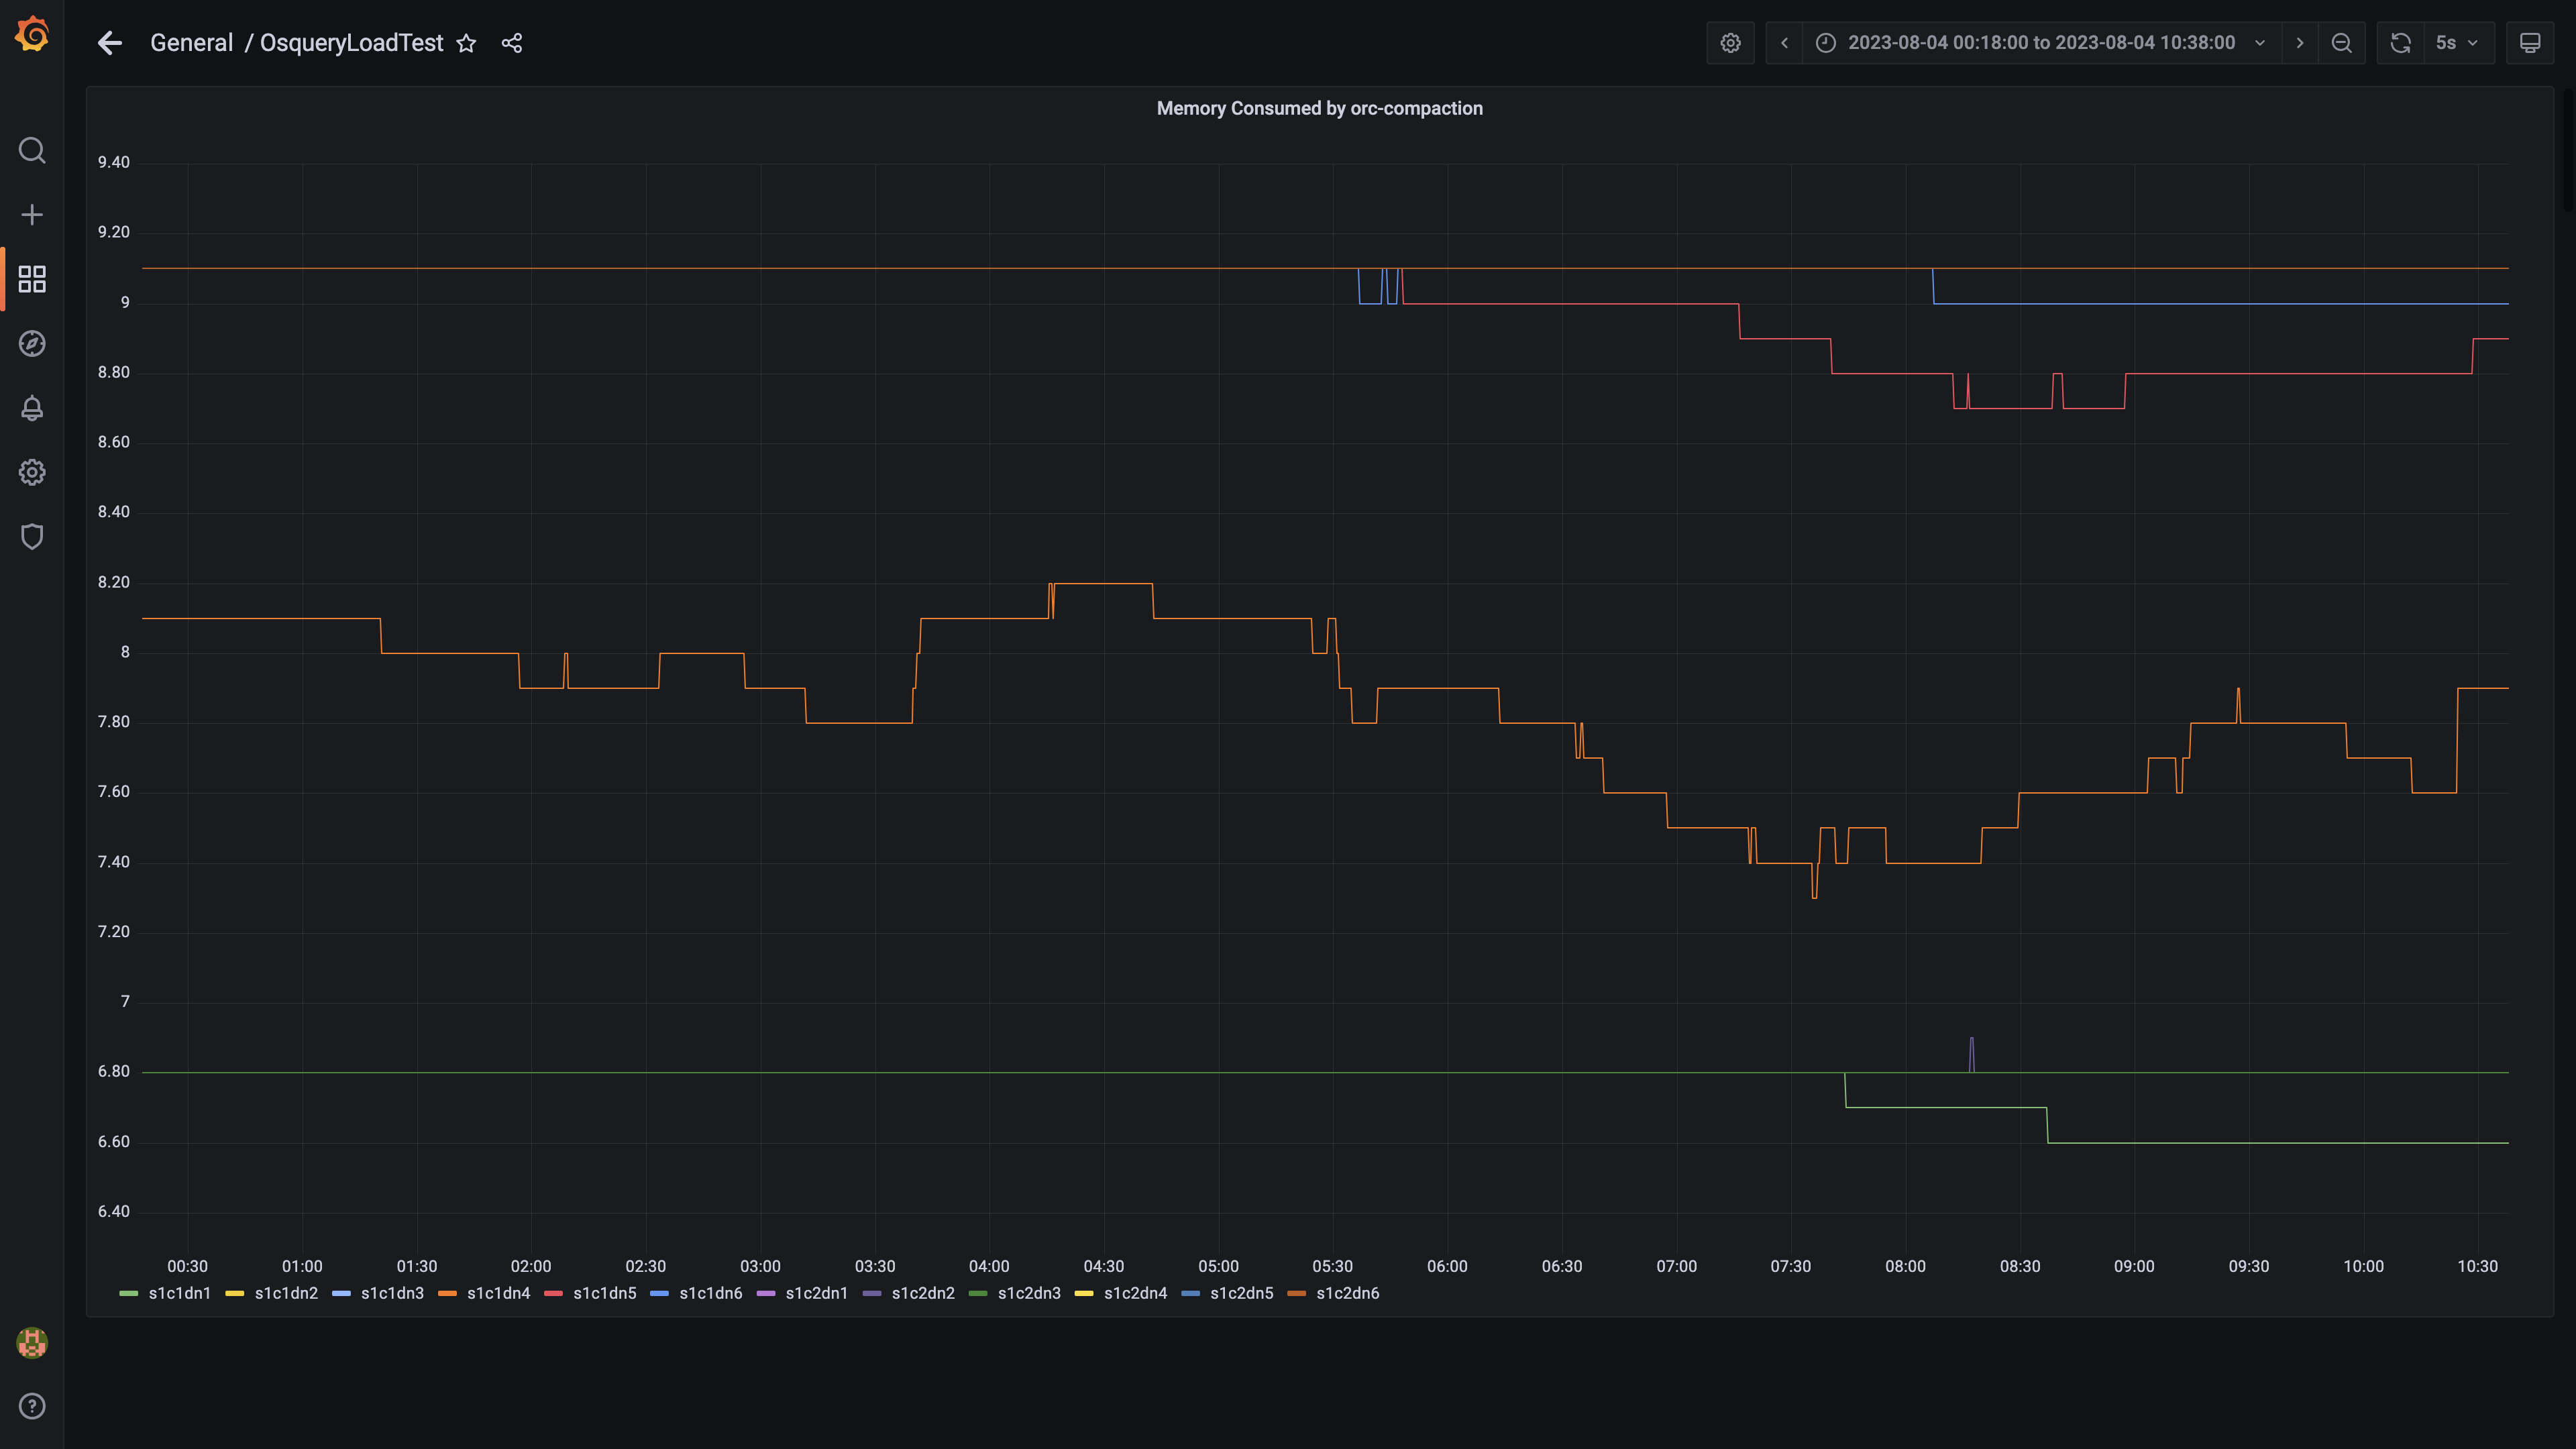 General / OsqueryLoadTest
2023-08-04 00:18:00 to 2023-08-04 10:38:00
5s
Memory Consumed by orc-compaction
9.40
9.20
9
8.80
8.60
8.40
8.20
8
7.80
7.60
7.40
7.20
7
6.80
6.60
6.40
00:30 01:00 01:30 02:00 02:30 03:00 03:30 04:00 04:30 05:00 05:30 06:00 06:30 07:00 07:30 08:00 08:30 09:00 09:30 10:00 10:30
s1c1dn1 s1c1dn2 s1c1dn3 s1c1dn4 s1c1dn5 s1c1dn6 s1c2dn1 s1c2dn2 s1c2dn3 s1c2dn4 s1c2dn5 s1c2dn6